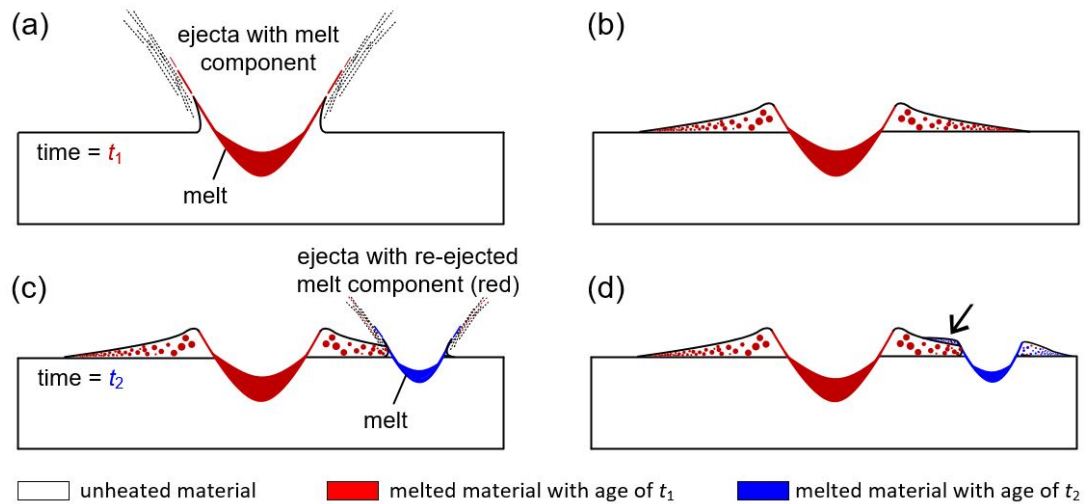 (a)
ejecta with melt
component
time = t1
melt
(b)
(c)
ejecta with re-ejected
melt component (red)
time = t2
melt
(d)
unheated material
melted material with age of t1
melted material with age of t2